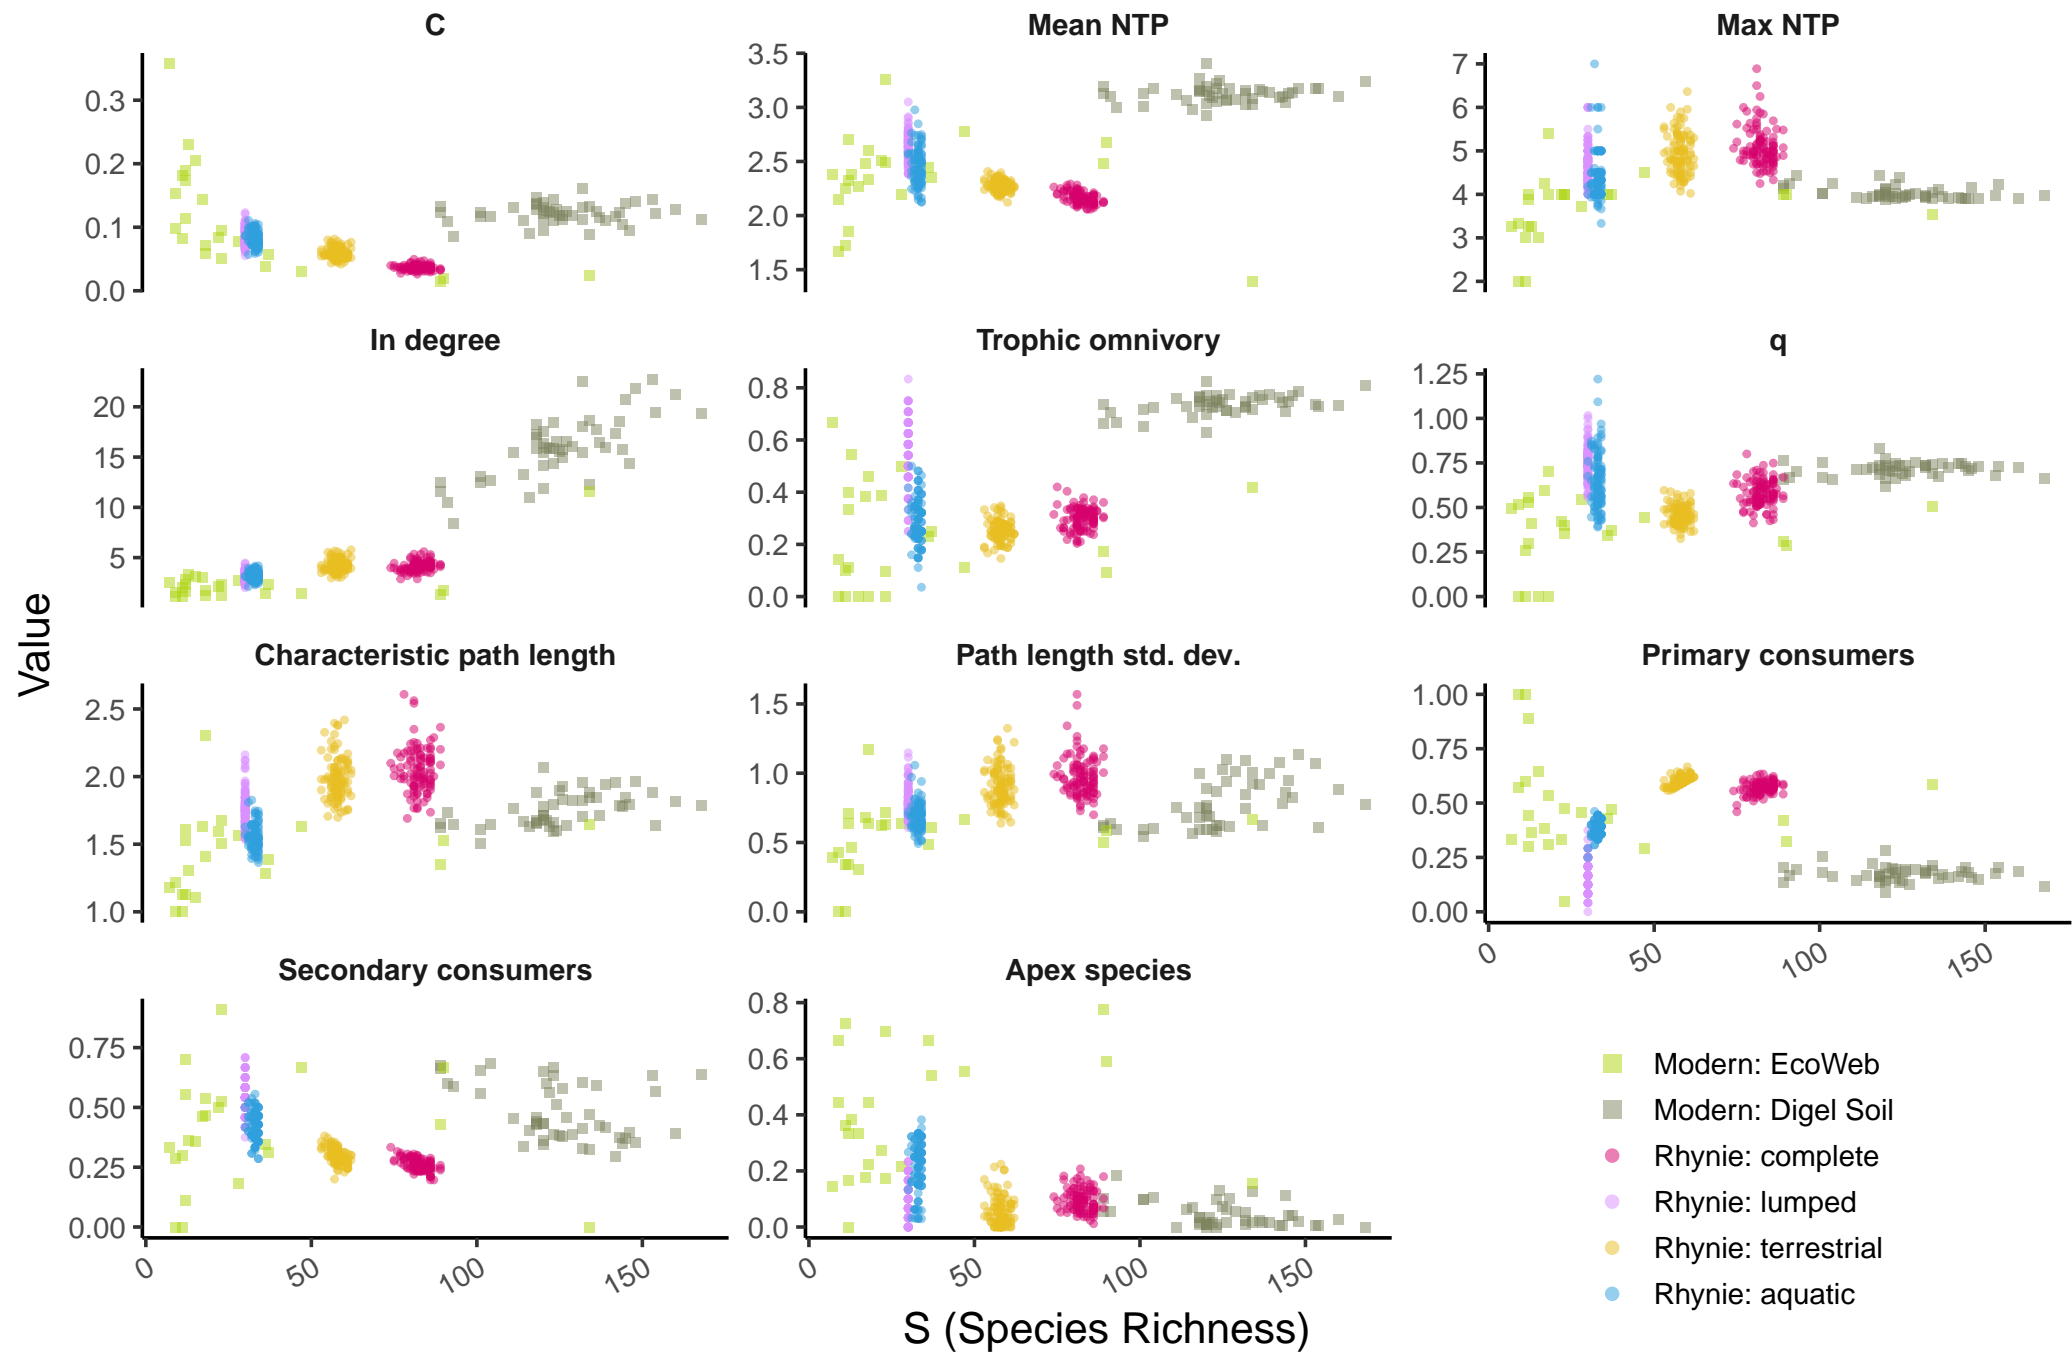 C
Mean NTP
Max NTP
0.3
0.2
0.1
0.0
3.5
3.0
2.5
2.0
1.5
7
6
5
4
3
2
In degree
Trophic omnivory
q
20
15
10
5
0.8
0.6
0.4
0.2
0.0
1.25
1.00
0.75
0.50
0.25
0.00
Value
Characteristic path length
Path length std. dev.
Primary consumers
2.5
2.0
1.5
1.0
1.5
1.0
0.5
0.0
1.00
0.75
0.50
0.25
0.00
0 50 100 150
Secondary consumers
Apex species
0.75
0.50
0.25
0.00
0.8
0.6
0.4
0.2
0.0
0 50 100 150
0 50 100 150
S (Species Richness)
Modern: EcoWeb
Modern: Digel Soil
Rhynie: complete
Rhynie: lumped
Rhynie: terrestrial
Rhynie: aquatic